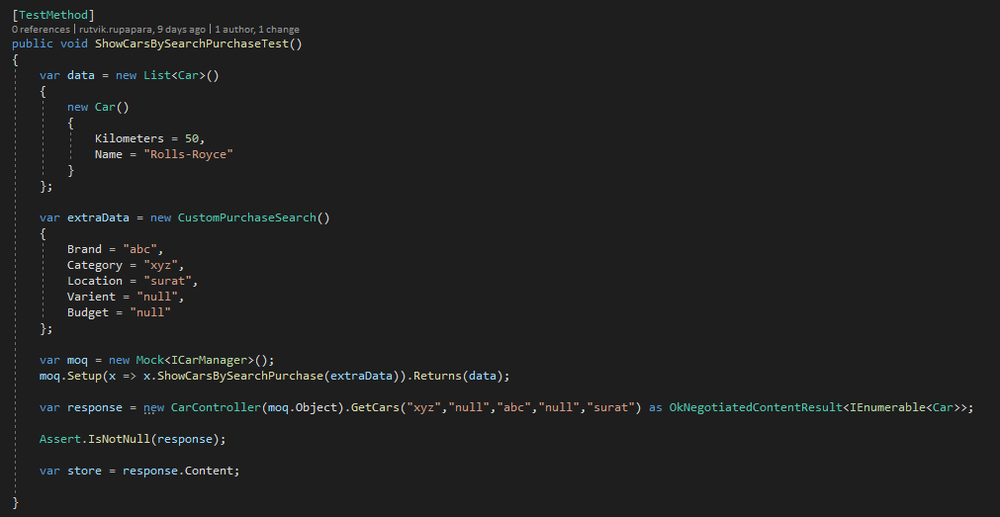 [TestMethod]
0 references | rutvik.rupapara, 9 days ago | 1 author, 1 change
public void ShowCarsBySearchPurchaseTest()
{
var data = new List<Car>()
{
new Car()
{
Kilometers = 50,
Name = "Rolls-Royce"
}
};
var extraData = new CustomPurchaseSearch()
{
Brand = "abc",
Category = "xyz",
Location = "surat",
Varient = "null",
Budget = "null"
};
var moq = new Mock<ICarManager>();
moq.Setup(x => x.ShowCarsBySearchPurchase(extraData)).Returns(data);
var response = new CarController(moq.Object).GetCars("xyz","null","abc","null","surat") as OkNegotiatedContentResult<IEnumerable<Car>>;
Assert.IsNotNull(response);
var store = response.Content;
}